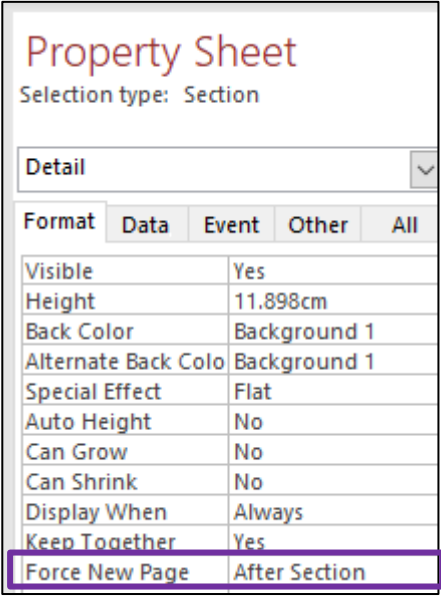 Property Sheet
Selection type: Section
Detail
Format Data Event Other All
Visible Yes
Height 11.898cm
Back Color Background 1
Alternate Back Colo Background 1
Special Effect Flat
Auto Height No
Can Grow No
Can Shrink No
Display When Always
Keep Together Yes
Force New Page After Section